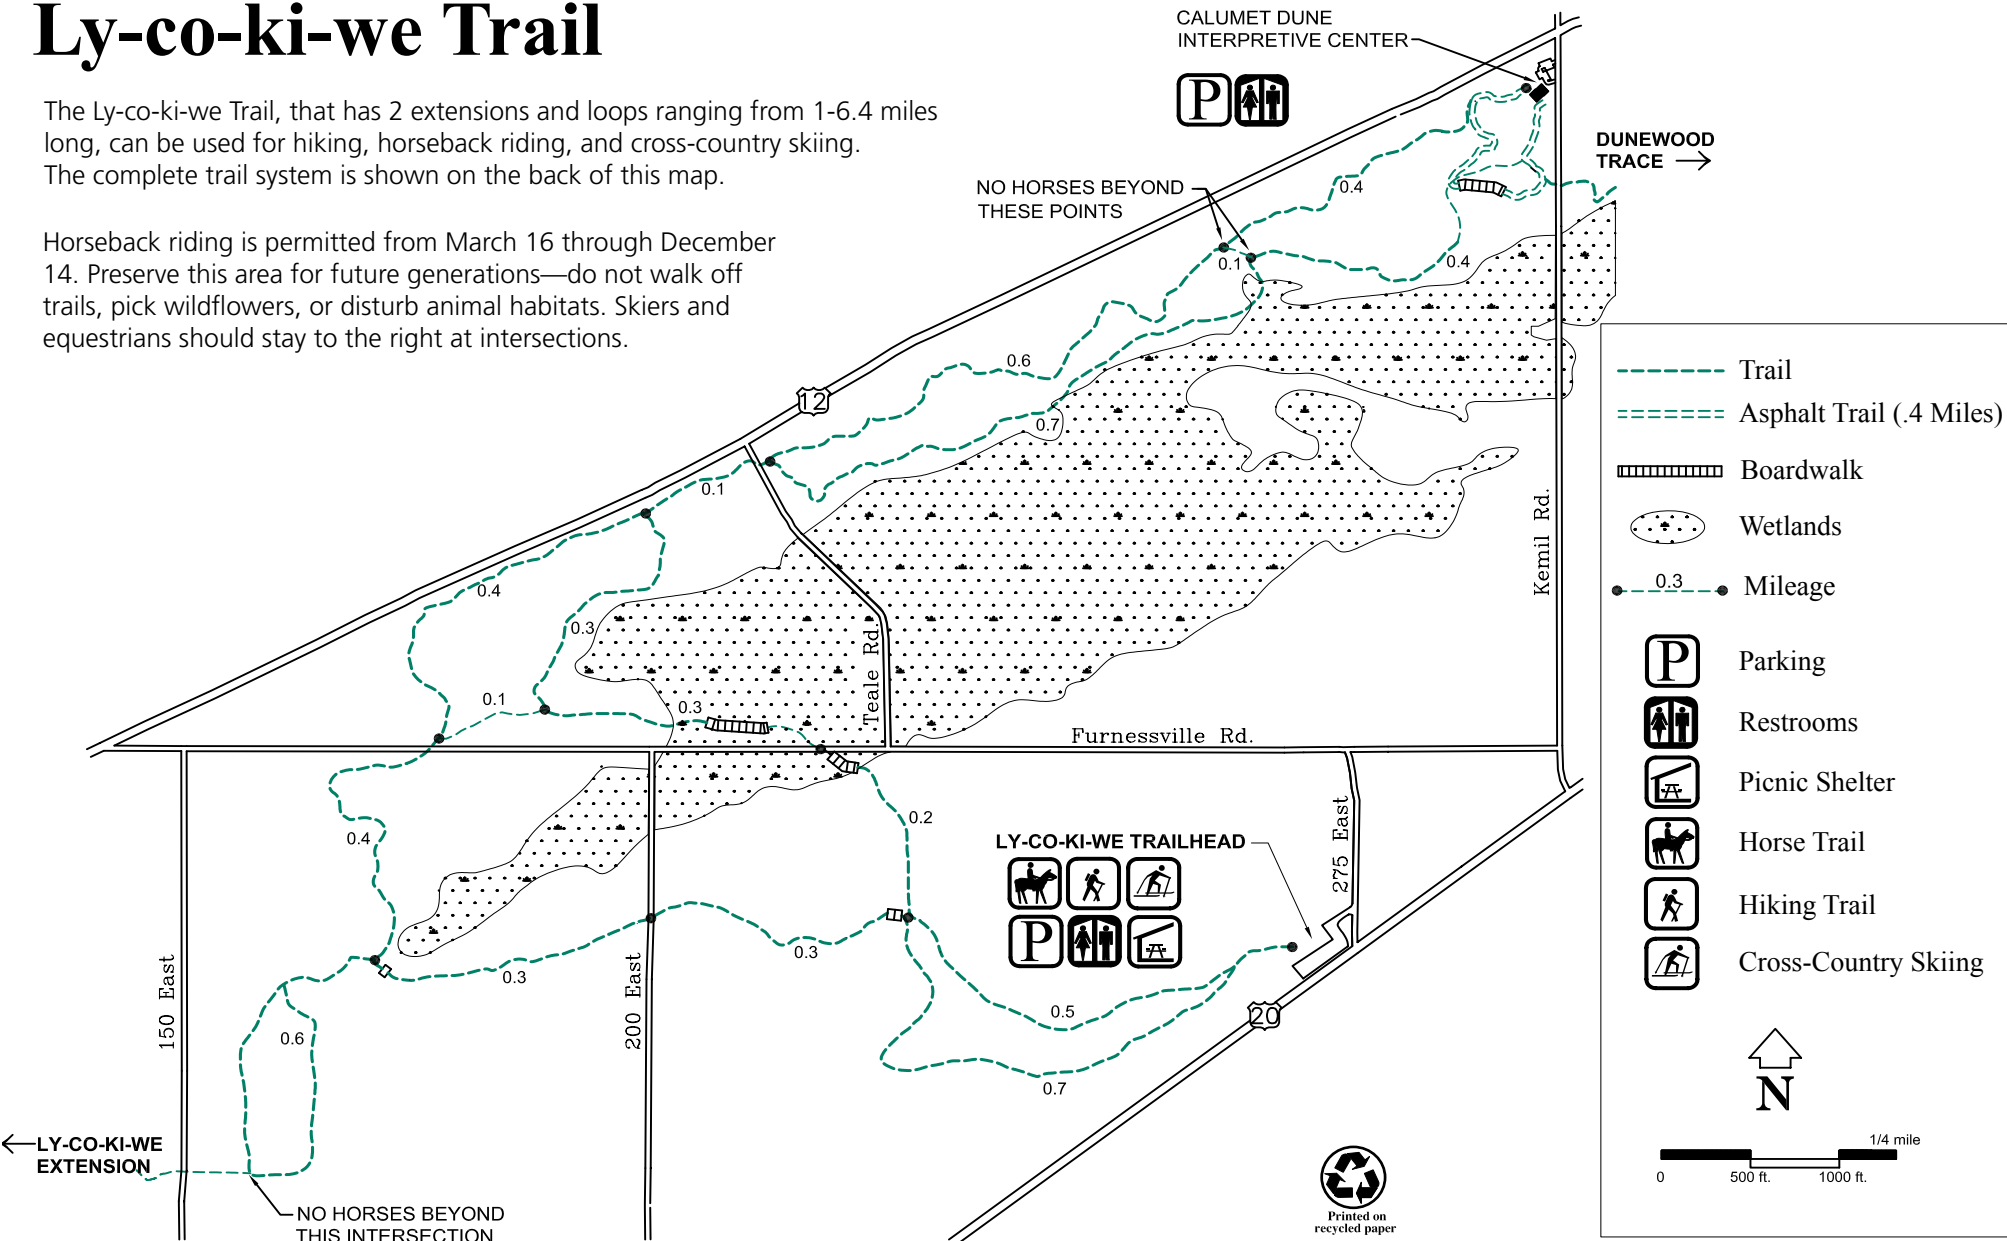 Ly-co-ki-we Trail
The Ly-co-ki-we Trail, that has 2 extensions and loops ranging from 1-6.4 miles
long, can be used for hiking, horseback riding, and cross-country skiing.
The complete trail system is shown on the back of this map.
Horseback riding is permitted from March 16 through December
14. Preserve this area for future generations—do not walk off
trails, pick wildflowers, or disturb animal habitats. Skiers and
equestrians should stay to the right at intersections.
CALUMET DUNE
INTERPRETIVE CENTER
P
DUNEWOOD
TRACE
NO HORSES BEYOND
THESE POINTS
0.4
0.1
0.4
0.6
12
0.7
0.1
0.4
0.3
0.1
0.3
Teale Rd.
Kemil Rd.
Furnessville Rd.
0.4
0.2
LY-CO-KI-WE TRAILHEAD
P
275 East
0.3
0.3
150 East
200 East
0.5
20
0.6
0.7
LY-CO-KI-WE
EXTENSION
NO HORSES BEYOND
THIS INTERSECTION
Printed on
recycled paper
Trail
Asphalt Trail (.4 Miles)
Boardwalk
Wetlands
0.3
Mileage
P
Parking
Restrooms
Picnic Shelter
Horse Trail
Hiking Trail
Cross-Country Skiing
N
1/4 mile
0 500 ft. 1000 ft.